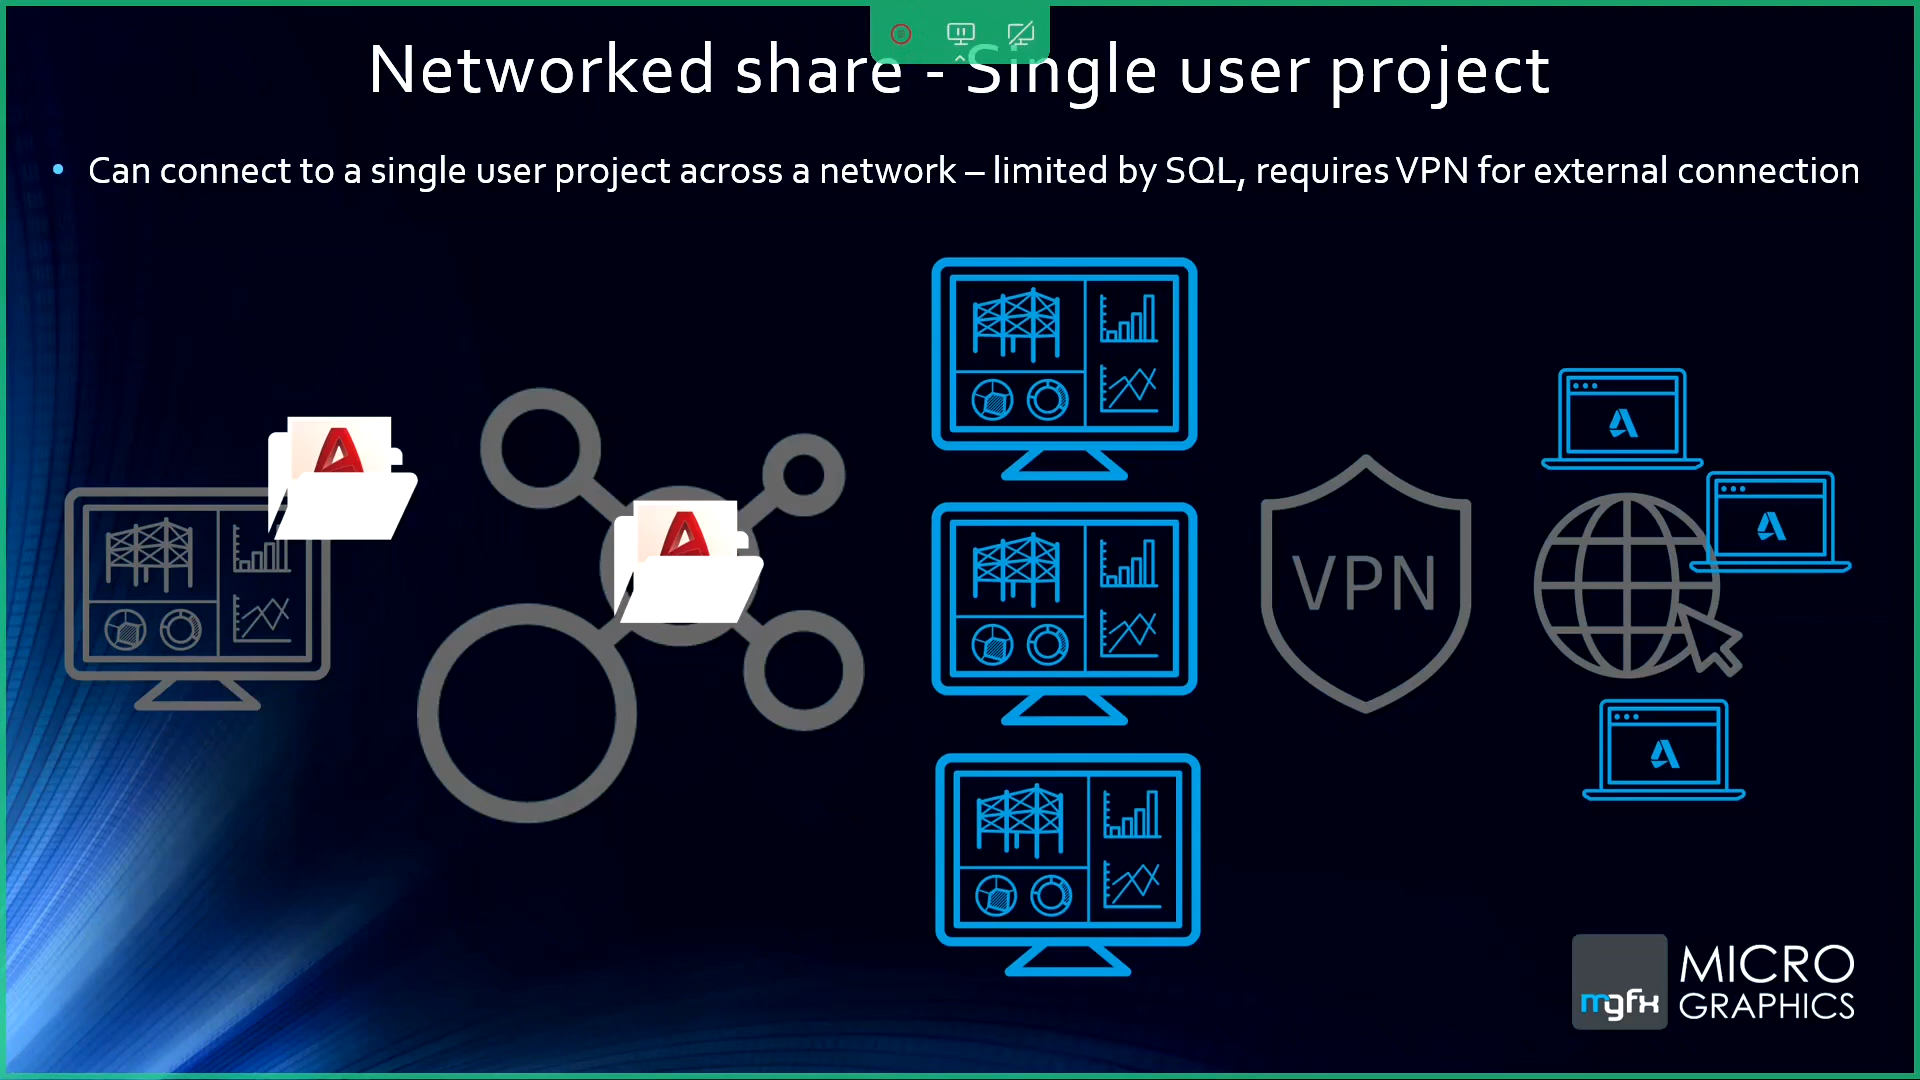 Networked share - Single user project
• Can connect to a single user project across a network – limited by SQL, requires VPN for external connection
VPN
mgfx MICRO
GRAPHICS